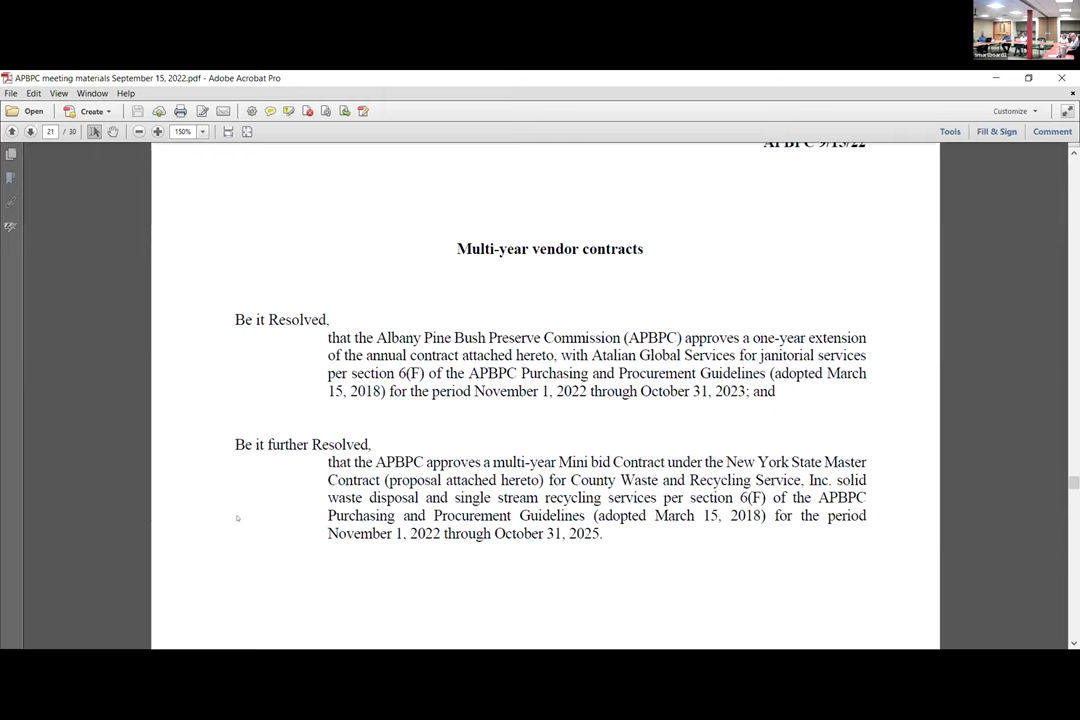 smartboard1
APBPC meeting materials September 15, 2022.pdf - Adobe Acrobat Pro
File Edit View Window Help
Open Create Customize
21 / 30 150% Tools Fill & Sign Comment
APBPC 9/15/22
Multi-year vendor contracts
Be it Resolved,
that the Albany Pine Bush Preserve Commission (APBPC) approves a one-year extension
of the annual contract attached hereto, with Atalian Global Services for janitorial services
per section 6(F) of the APBPC Purchasing and Procurement Guidelines (adopted March
15, 2018) for the period November 1, 2022 through October 31, 2023; and
Be it further Resolved,
that the APBPC approves a multi-year Mini bid Contract under the New York State Master
Contract (proposal attached hereto) for County Waste and Recycling Service, Inc. solid
waste disposal and single stream recycling services per section 6(F) of the APBPC
Purchasing and Procurement Guidelines (adopted March 15, 2018) for the period
November 1, 2022 through October 31, 2025.